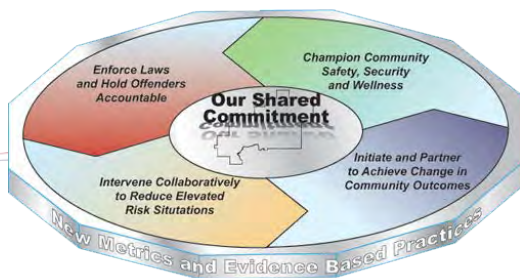 Enforce Laws
and Hold Offenders
Accountable
Champion Community
Safety, Security
and Wellness
Our Shared
Commitment
Intervene Collaboratively
to Reduce Elevated
Risk Situtations
Initiate and Partner
to Achieve Change in
Community Outcomes
New Metrics and Evidence Based Practices